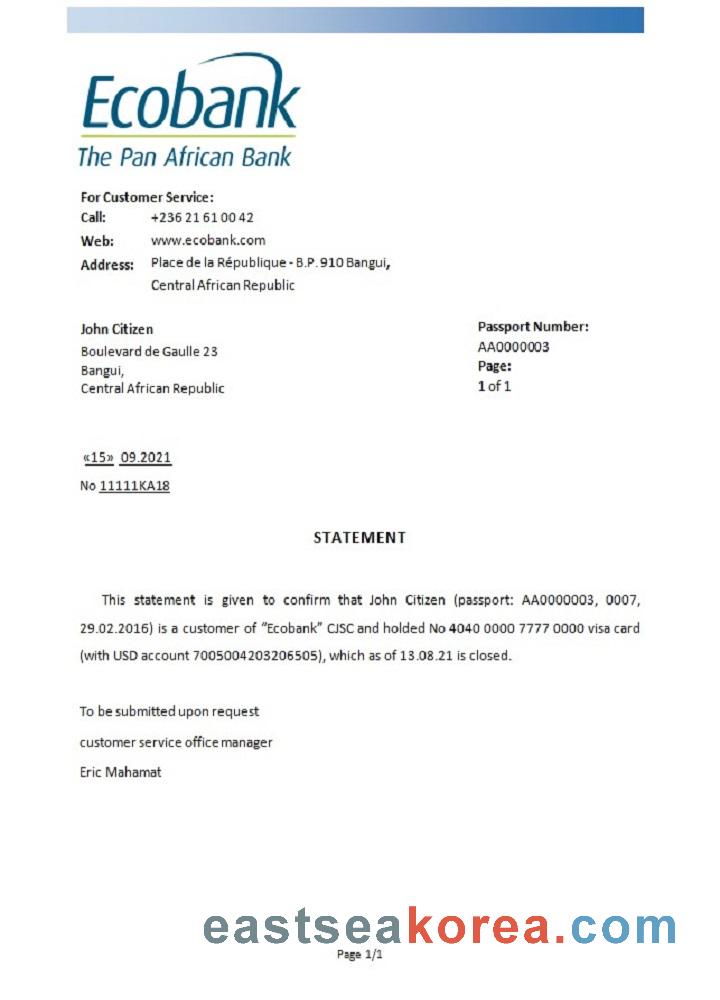 Ecobank
The Pan African Bank
For Customer Service:
Call: +236 21 61 00 42
Web: www.ecobank.com
Address: Place de la République - B.P. 910 Bangui,
Central African Republic
John Citizen
Boulevard de Gaulle 23
Bangui,
Central African Republic
Passport Number:
AA0000003
Page:
1 of 1
«15» 09.2021
No 11111KA18
STATEMENT
This statement is given to confirm that John Citizen (passport: AA0000003, 0007,
29.02.2016) is a customer of “Ecobank” CJSC and holded No 4040 0000 7777 0000 visa card
(with USD account 7005004203206505), which as of 13.08.21 is closed.
To be submitted upon request
customer service office manager
Eric Mahamat
eastseakorea.com
Page 1/1